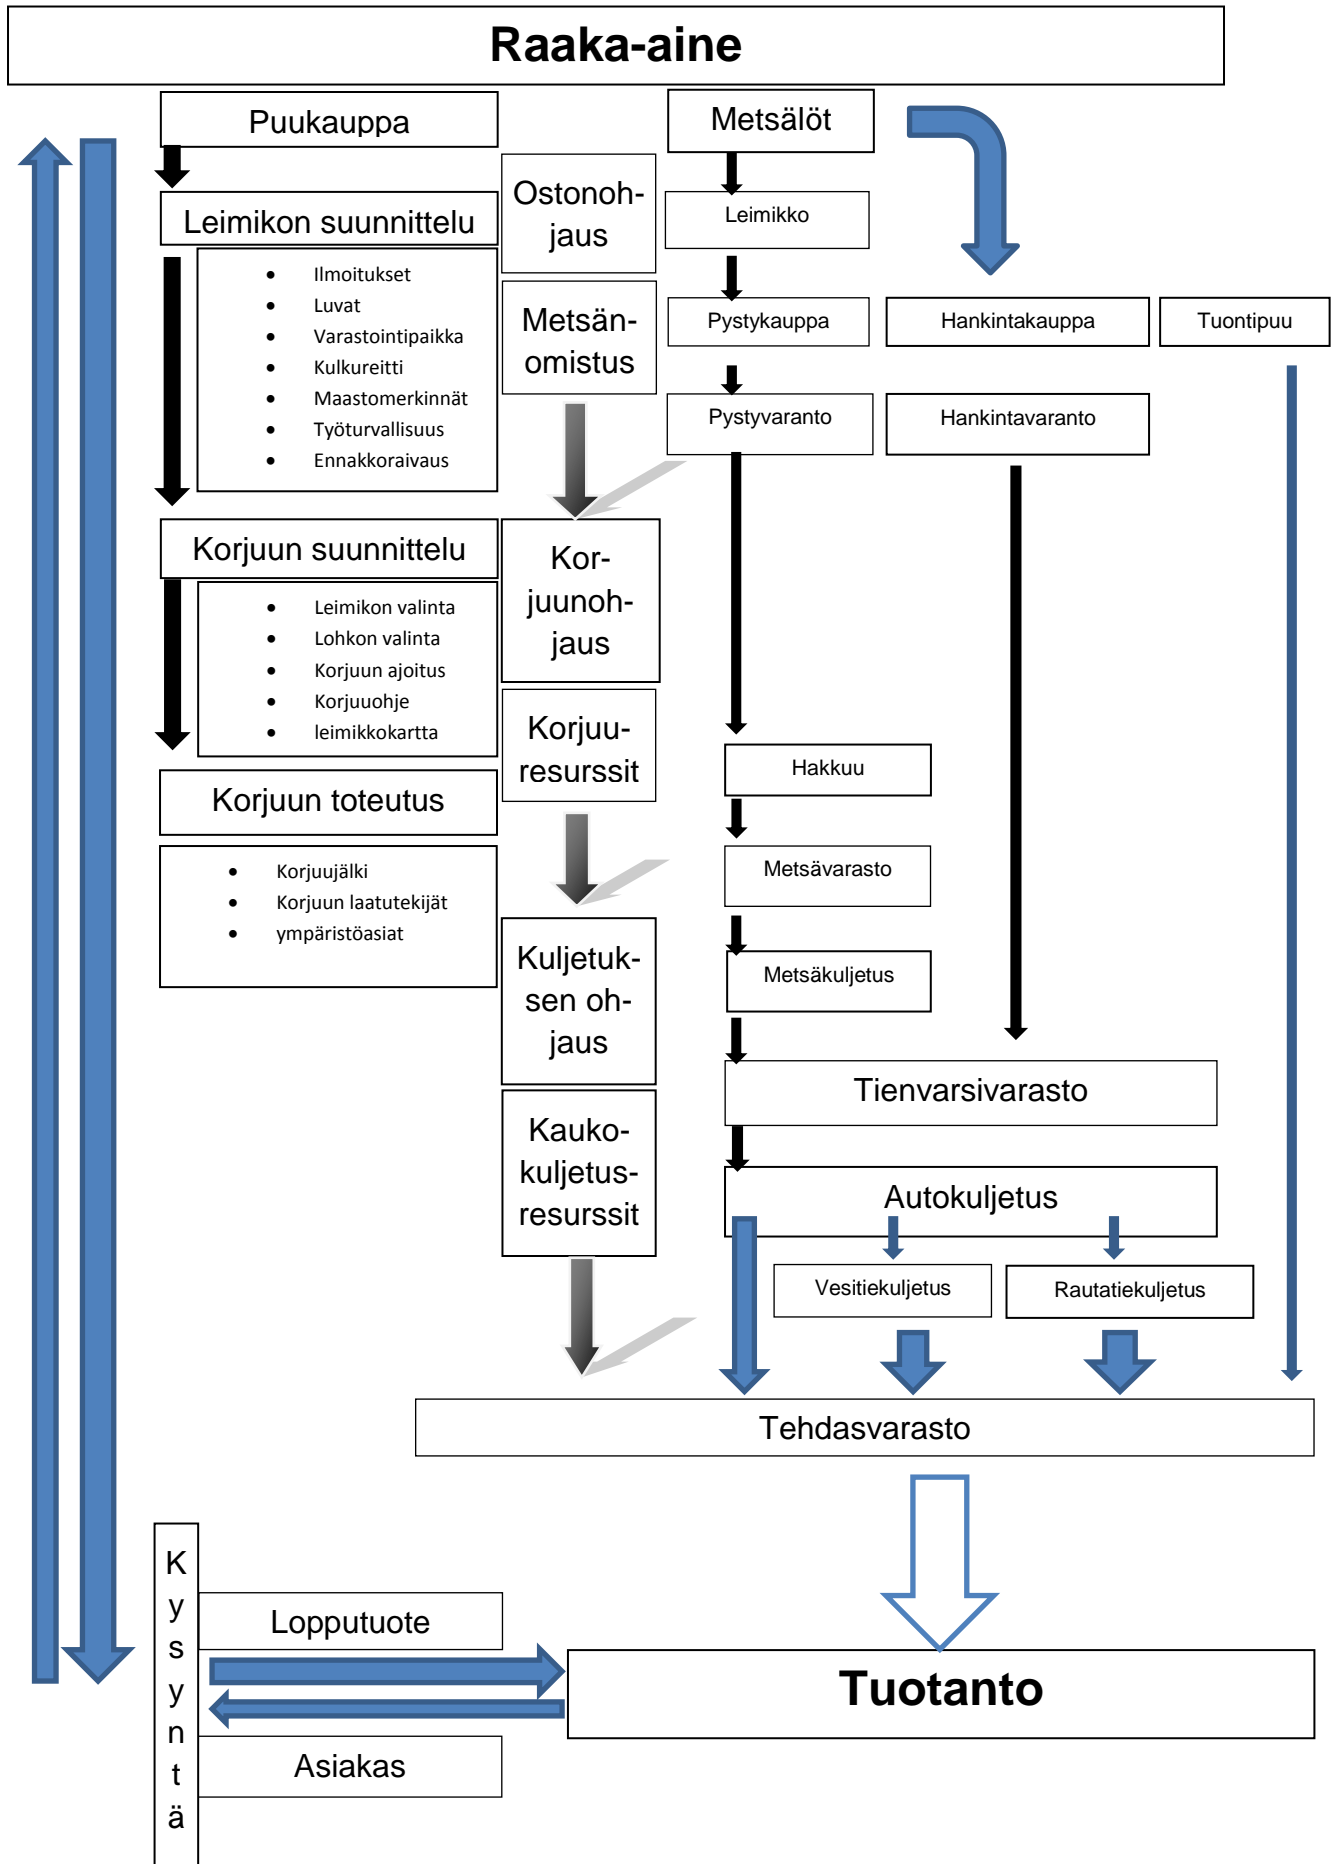 Raaka-aine
Puukauppa
Leimikon suunnittelu
• Ilmoitukset
• Luvat
• Varastointipaikka
• Kulkureitti
• Maastomerkinnät
• Työturvallisuus
• Ennakkoraivaus
Korjuun suunnittelu
• Leimikon valinta
• Lohkon valinta
• Korjuun ajoitus
• Korjuuohje
• leimikkokartta
Korjuun toteutus
• Korjuujälki
• Korjuun laatutekijät
• ympäristöasiat
Ostonoh-
jaus
Metsän-
omistus
Kor-
juunoh-
jaus
Korjuu-
resurssit
Kuljetuk-
sen oh-
jaus
Kauko-
kuljetus-
resurssit
Metsälöt
Leimikko
Pystykauppa
Hankintakauppa
Tuontipuu
Pystyvaranto
Hankintavaranto
Hakkuu
Metsävarasto
Metsäkuljetus
Tienvarsivarasto
Autokuljetus
Vesitiekuljetus
Rautatiekuljetus
Tehdasvarasto
K
y
s
y
n
t
ä
Lopputuote
Tuotanto
Asiakas